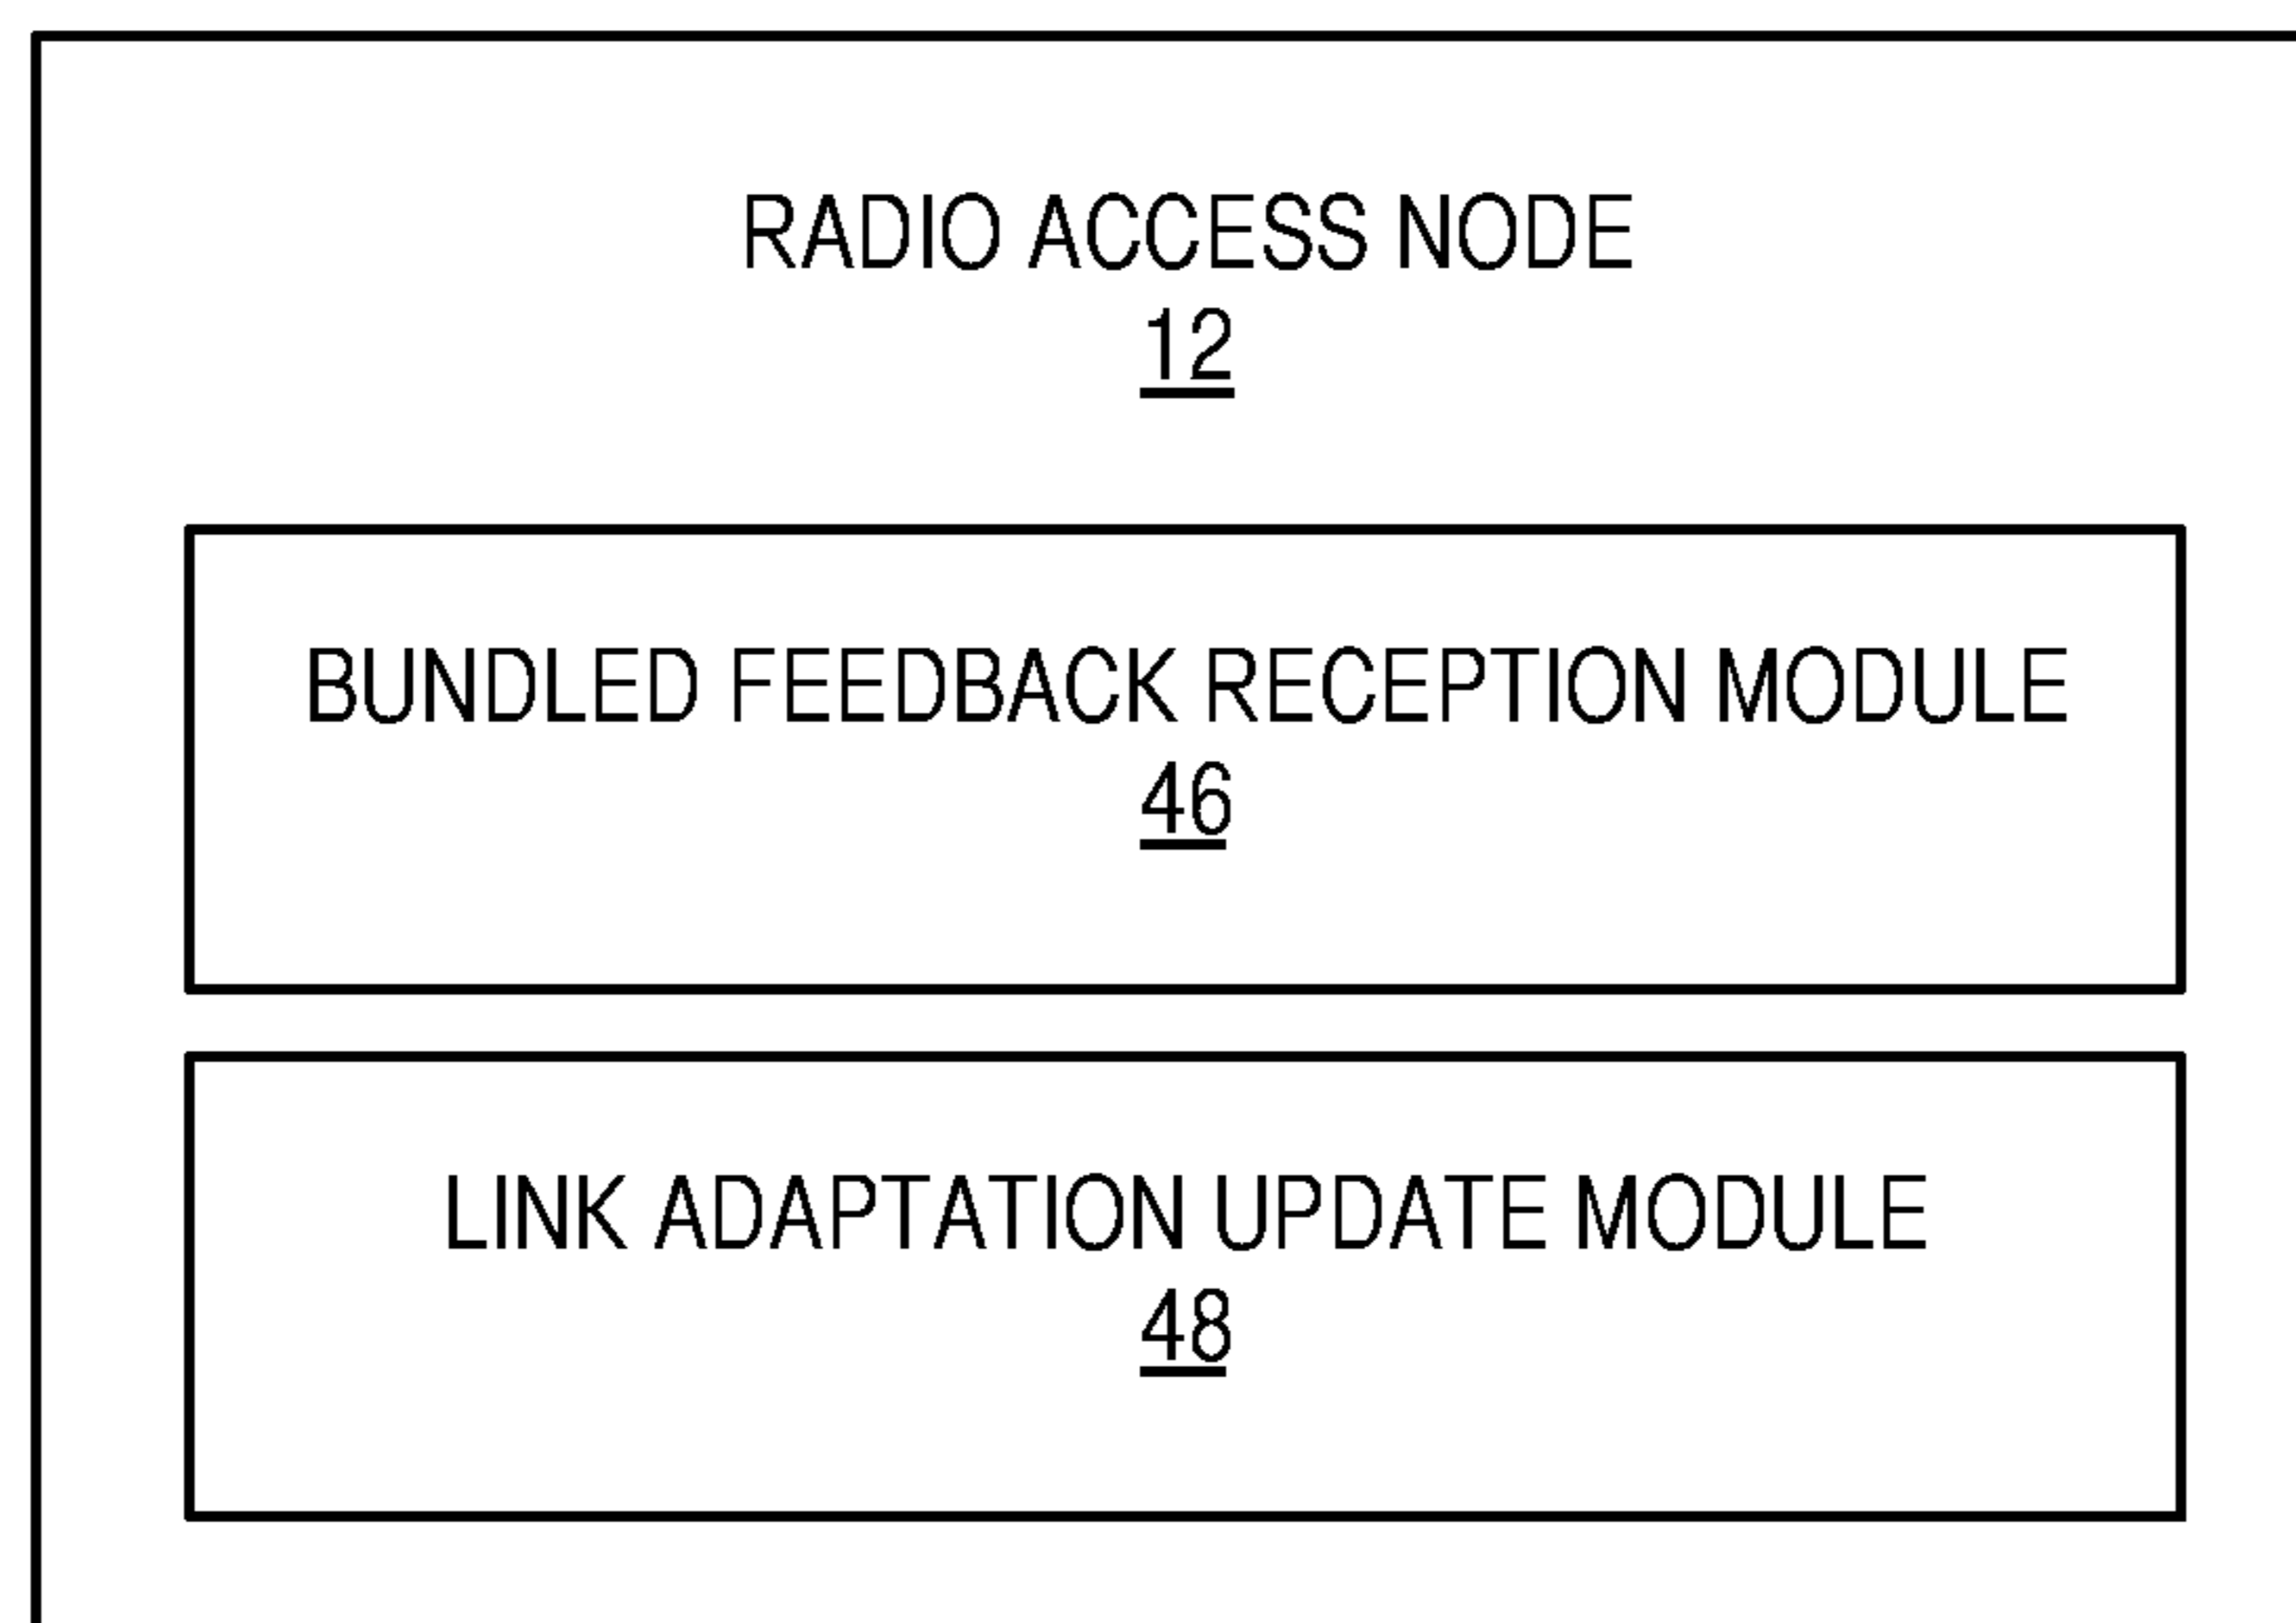 RADIO ACCESS NODE
12
BUNDLED FEEDBACK RECEPTION MODULE
46
LINK ADAPTATION UPDATE MODULE
48